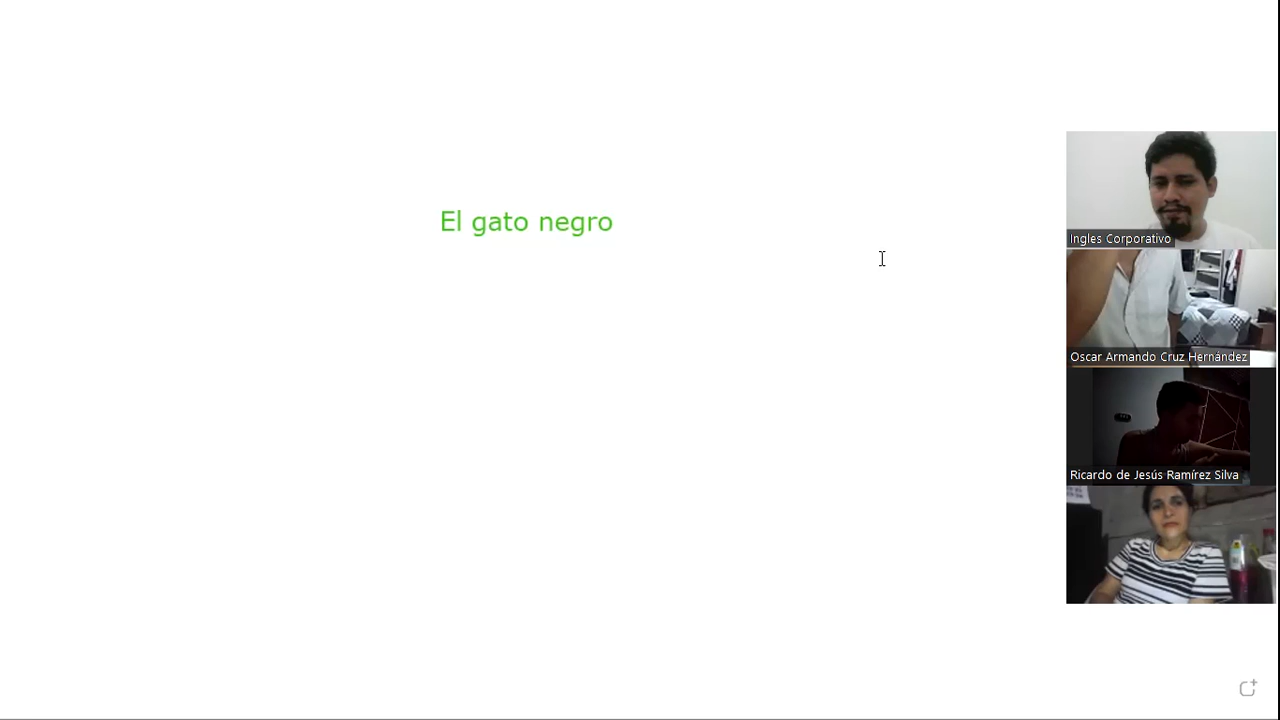 El gato negro
Ingles Corporativo
Oscar Armando Cruz Hernández
Ricardo de Jesús Ramírez Silva